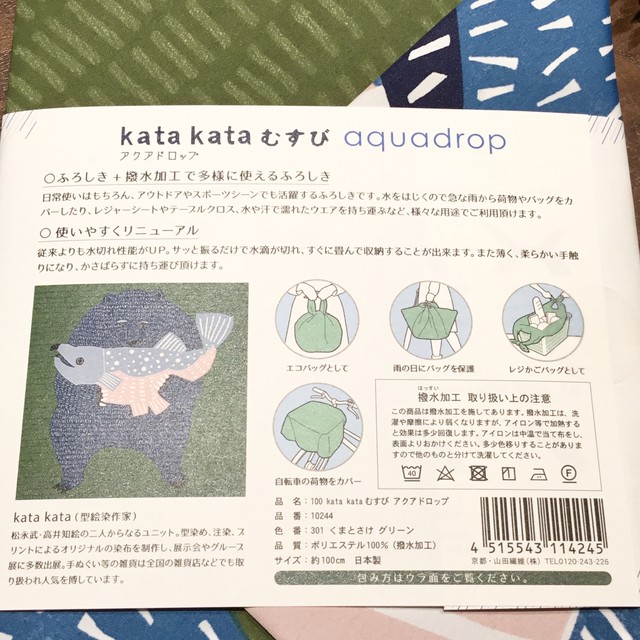 kata kata むすび aquadrop
アクアドロップ
○ふろしき＋撥水加工で多様に使えるふろしき
日常使いはもちろん、アウトドアやスポーツシーンでも活躍するふろしきです。水をはじくので急な雨から荷物やバッグをカ
バーしたり、レジャーシートやテーブルクロス、水や汗で濡れたウエアを持ち運ぶなど、様々な用途でご利用頂けます。
○使いやすくリニューアル
従来よりも水切れ性能がUP。サッと振るだけで水滴が切れ、すぐに畳んで収納することが出来ます。また薄く、柔らかい手触
りになり、かさばらずに持ち運び頂けます。
エコバッグとして
雨の日にバッグを保護
レジかごバッグとして
自転車の荷物をカバー
はっすい
撥水加工 取り扱い上の注意
この商品は撥水加工を施してあります。撥水加工は、洗
濯や摩擦により弱くなりますが、アイロン等で加熱する
と効果は多少回復します。アイロンは中温で当て布をし、
表面よりおかけください。多少色移りすることがあります
ので他のものと分けて洗濯してください。
40
F
kata kata（型絵染作家）
松永武・高井知絵の二人からなるユニット。型染め、注染、プ
リントによるオリジナルの染布を制作し、展示会やグループ
展に多数出展。手ぬぐい等の雑貨は全国の雑貨店などでも取
り扱われ人気を博しています。
品名：100 kata kata むすび アクアドロップ
品番：10244
色番：301 くまとさけ グリーン
品質：ポリエステル100%（撥水加工）
サイズ：約100cm 日本製
4 515543 114245
京都・山田繊維（株） TEL0120-243-226
包み方はウラ面をご覧ください。